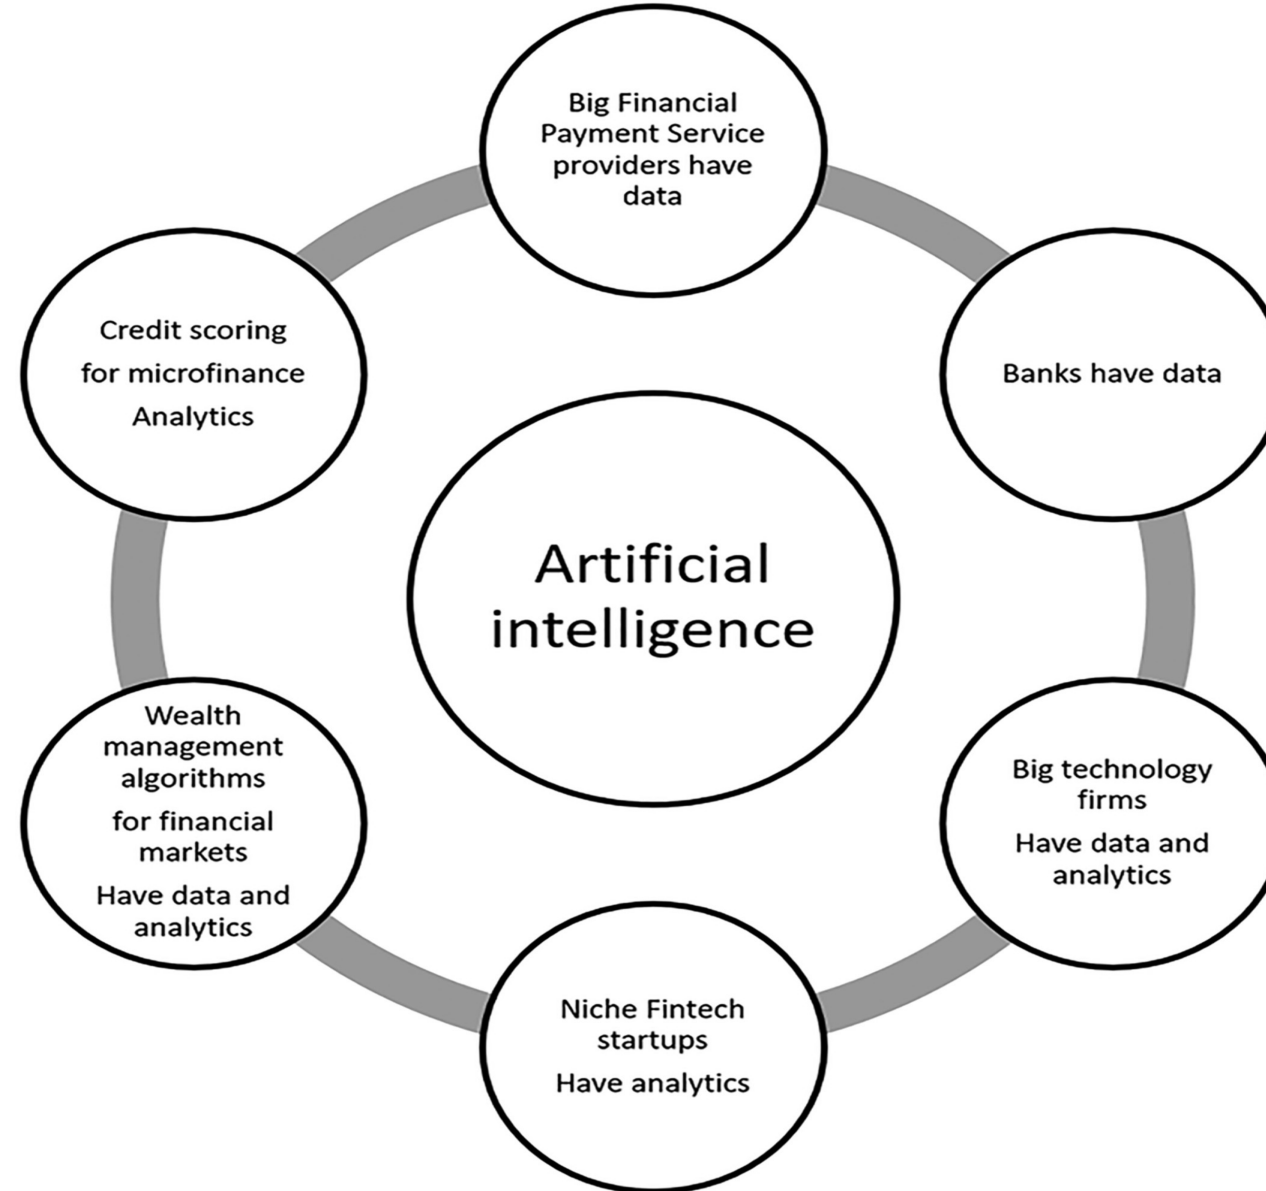 Big Financial
Payment Service
providers have
data
Credit scoring
for microfinance
Analytics
Banks have data
Artificial
intelligence
Wealth
management
algorithms
for financial
markets
Have data and
analytics
Big technology
firms
Have data and
analytics
Niche Fintech
startups
Have analytics